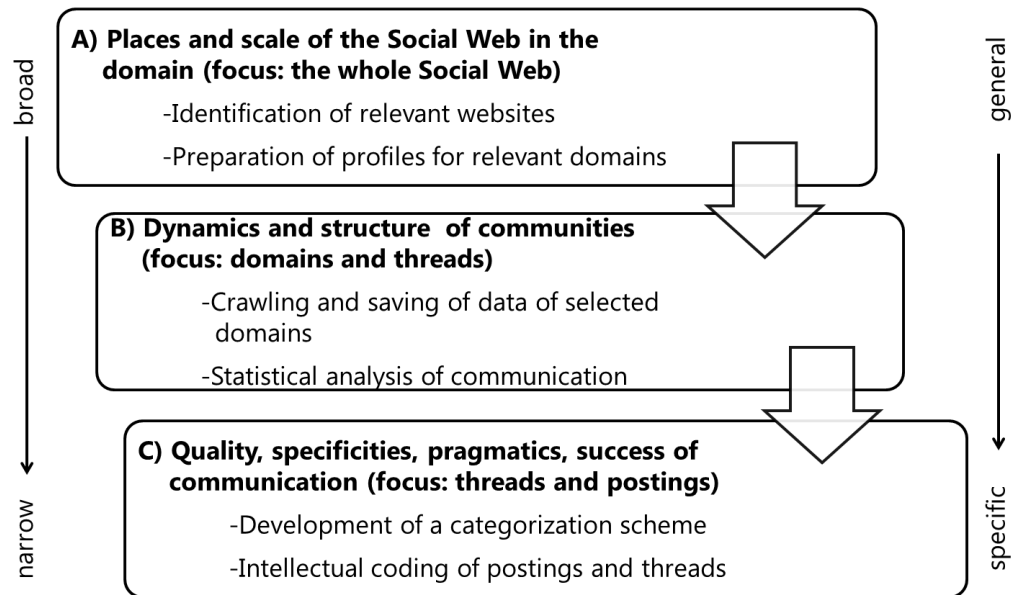 broad
narrow
A) Places and scale of the Social Web in the
domain (focus: the whole Social Web)
-Identification of relevant websites
-Preparation of profiles for relevant domains
B) Dynamics and structure  of communities
(focus: domains and threads)
-Crawling and saving of data of selected
domains
-Statistical analysis of communication
C) Quality, specificities, pragmatics, success of
communication (focus: threads and postings)
-Development of a categorization scheme
-Intellectual coding of postings and threads
general
specific